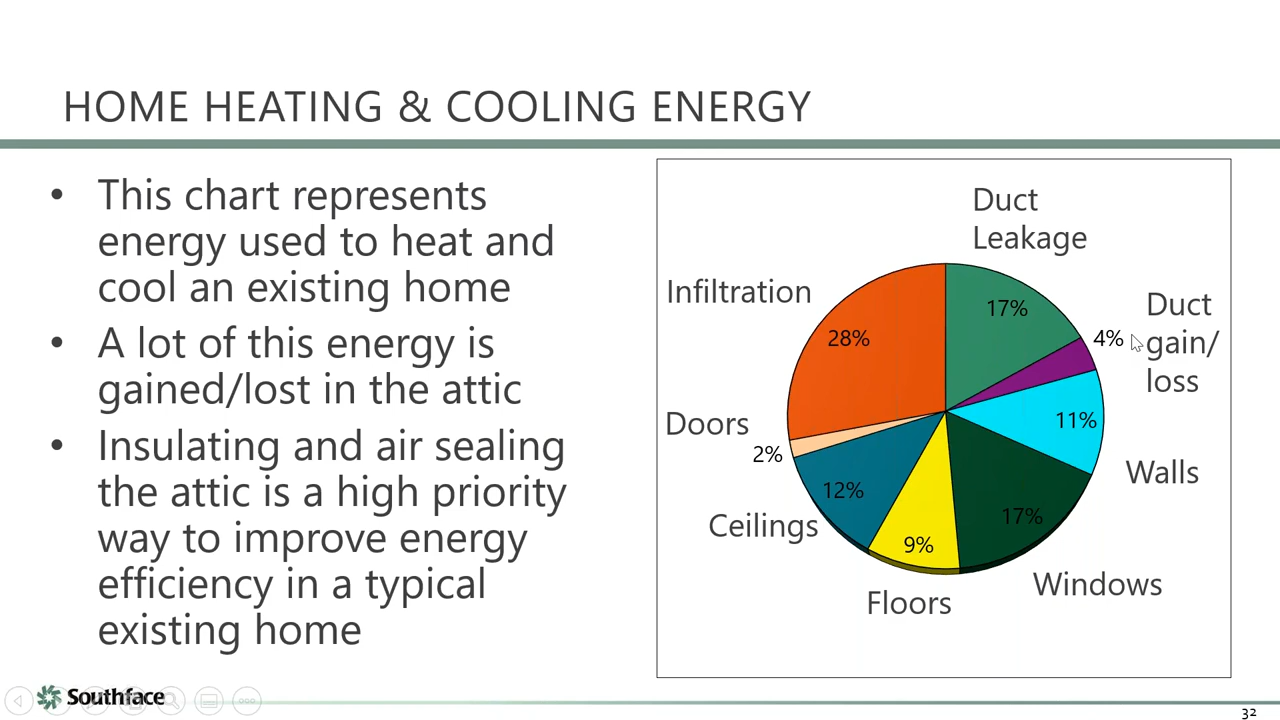 HOME HEATING & COOLING ENERGY
• This chart represents
energy used to heat and
cool an existing home
• A lot of this energy is
gained/lost in the attic
• Insulating and air sealing
the attic is a high priority
way to improve energy
efficiency in a typical
existing home
Duct
Leakage
17%
Duct
gain/
loss
4%
11%
Walls
17%
Windows
9%
Floors
12%
Ceilings
Doors
2%
Infiltration
28%
Southface
32